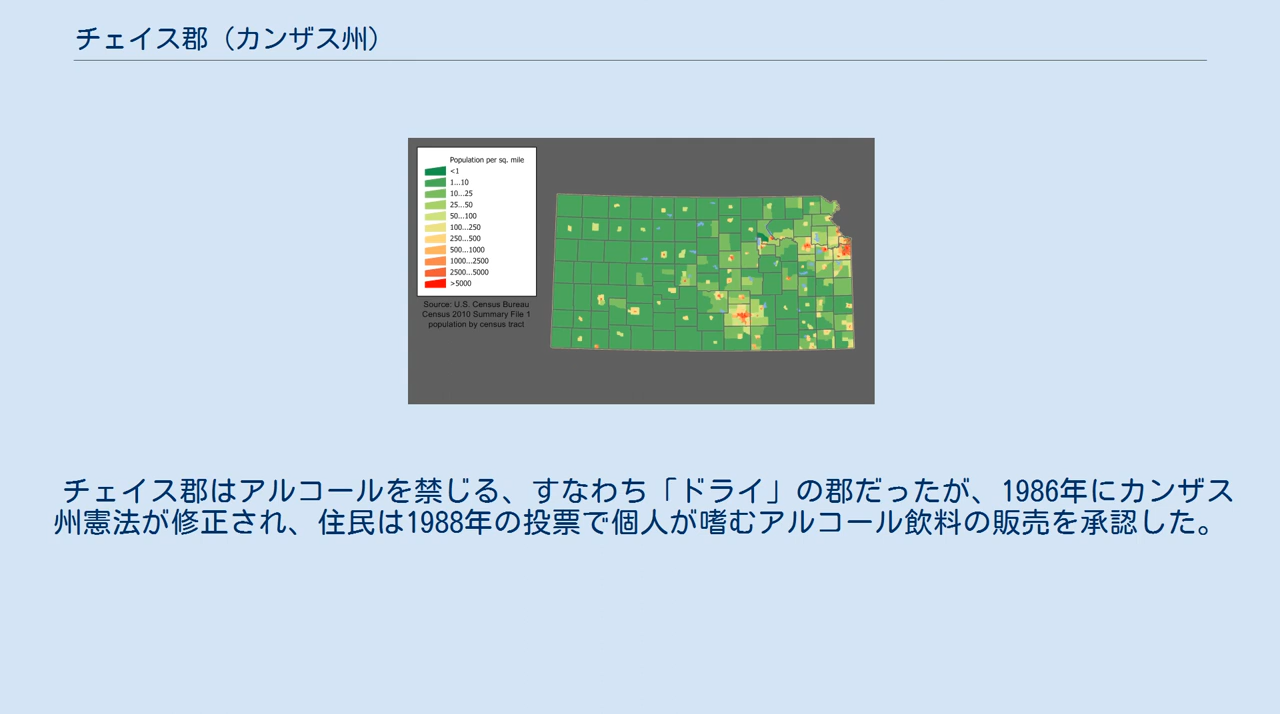 チェイス郡（カンザス州）
Population per sq. mile
<1
1...10
10...25
25...50
50...100
100...250
250...500
500...1000
1000...2500
2500...5000
>5000
Source: U.S. Census Bureau
Census 2010 Summary File 1
population by census tract
チェイス郡はアルコールを禁じる、すなわち「ドライ」の郡だったが、1986年にカンザス
州憲法が修正され、住民は1988年の投票で個人が嗜むアルコール飲料の販売を承認した。